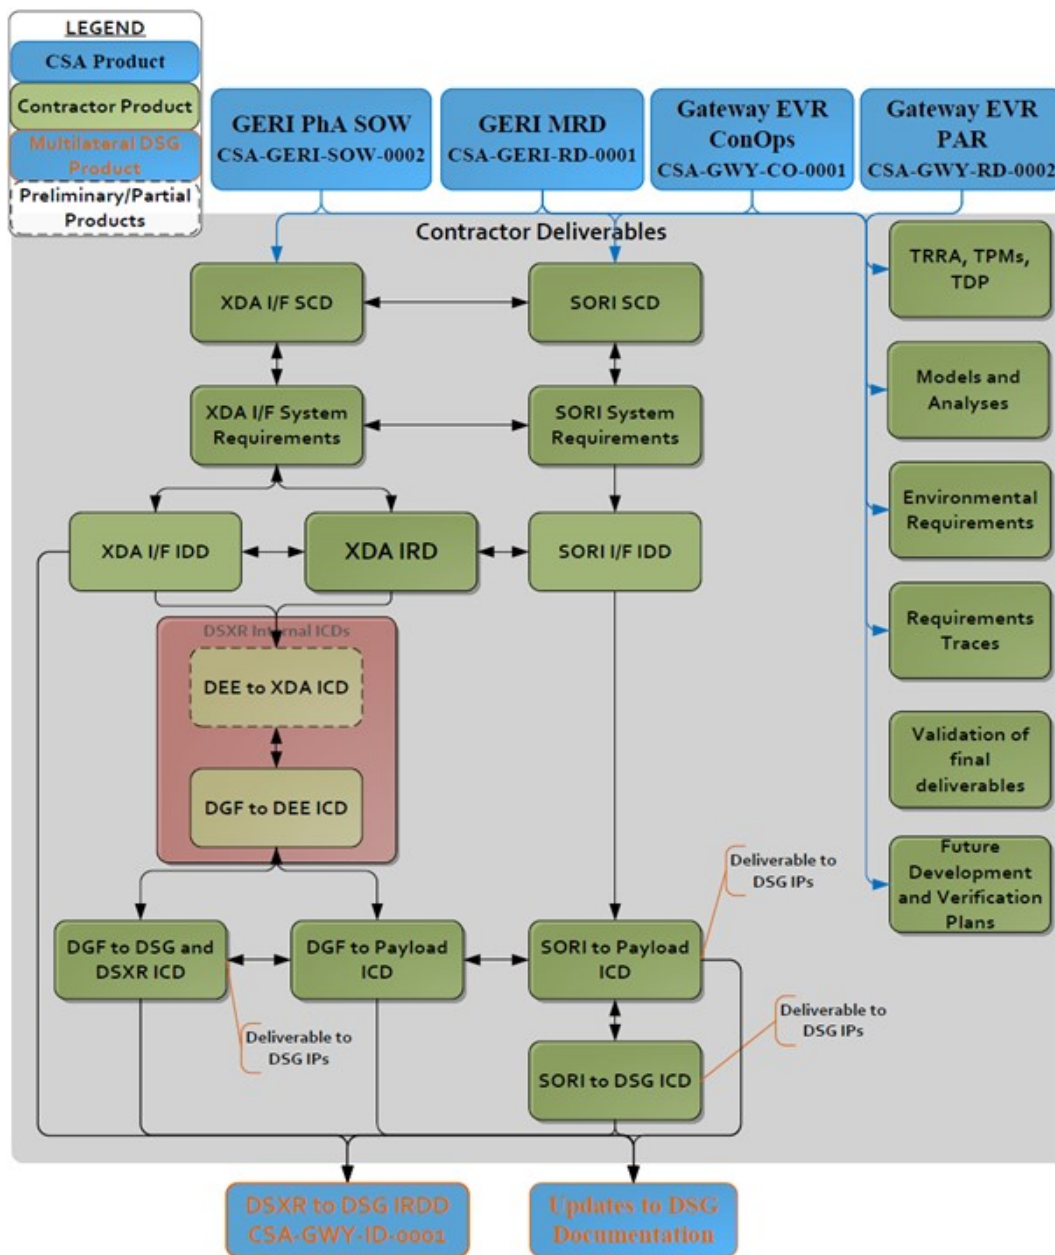 LEGEND
CSA Product
Contractor Product
Multilateral DSG
Product
Preliminary/Partial
Products
GERI PhA SOW
CSA-GERI-SOW-0002
GERI MRD
CSA-GERI-RD-0001
Gateway EVR
ConOps
CSA-GWY-CO-0001
Gateway EVR
PAR
CSA-GWY-RD-0002
Contractor Deliverables
XDA I/F SCD
SORI SCD
TRRA, TPMs,
TDP
XDA I/F System
Requirements
SORI System
Requirements
Models and
Analyses
XDA I/F IDD
XDA IRD
SORI I/F IDD
Environmental
Requirements
DSXR Internal ICDs
DEE to XDA ICD
Requirements
Traces
DGF to DEE ICD
Validation of
final
deliverables
Deliverable to
DSG IPs
Future
Development
and Verification
Plans
DGF to DSG and
DSXR ICD
DGF to Payload
ICD
SORI to Payload
ICD
Deliverable to
DSG IPs
Deliverable to
DSG IPs
SORI to DSG ICD
DSXR to DSG IRDD
CSA-GWY-ID-0001
Updates to DSG
Documentation